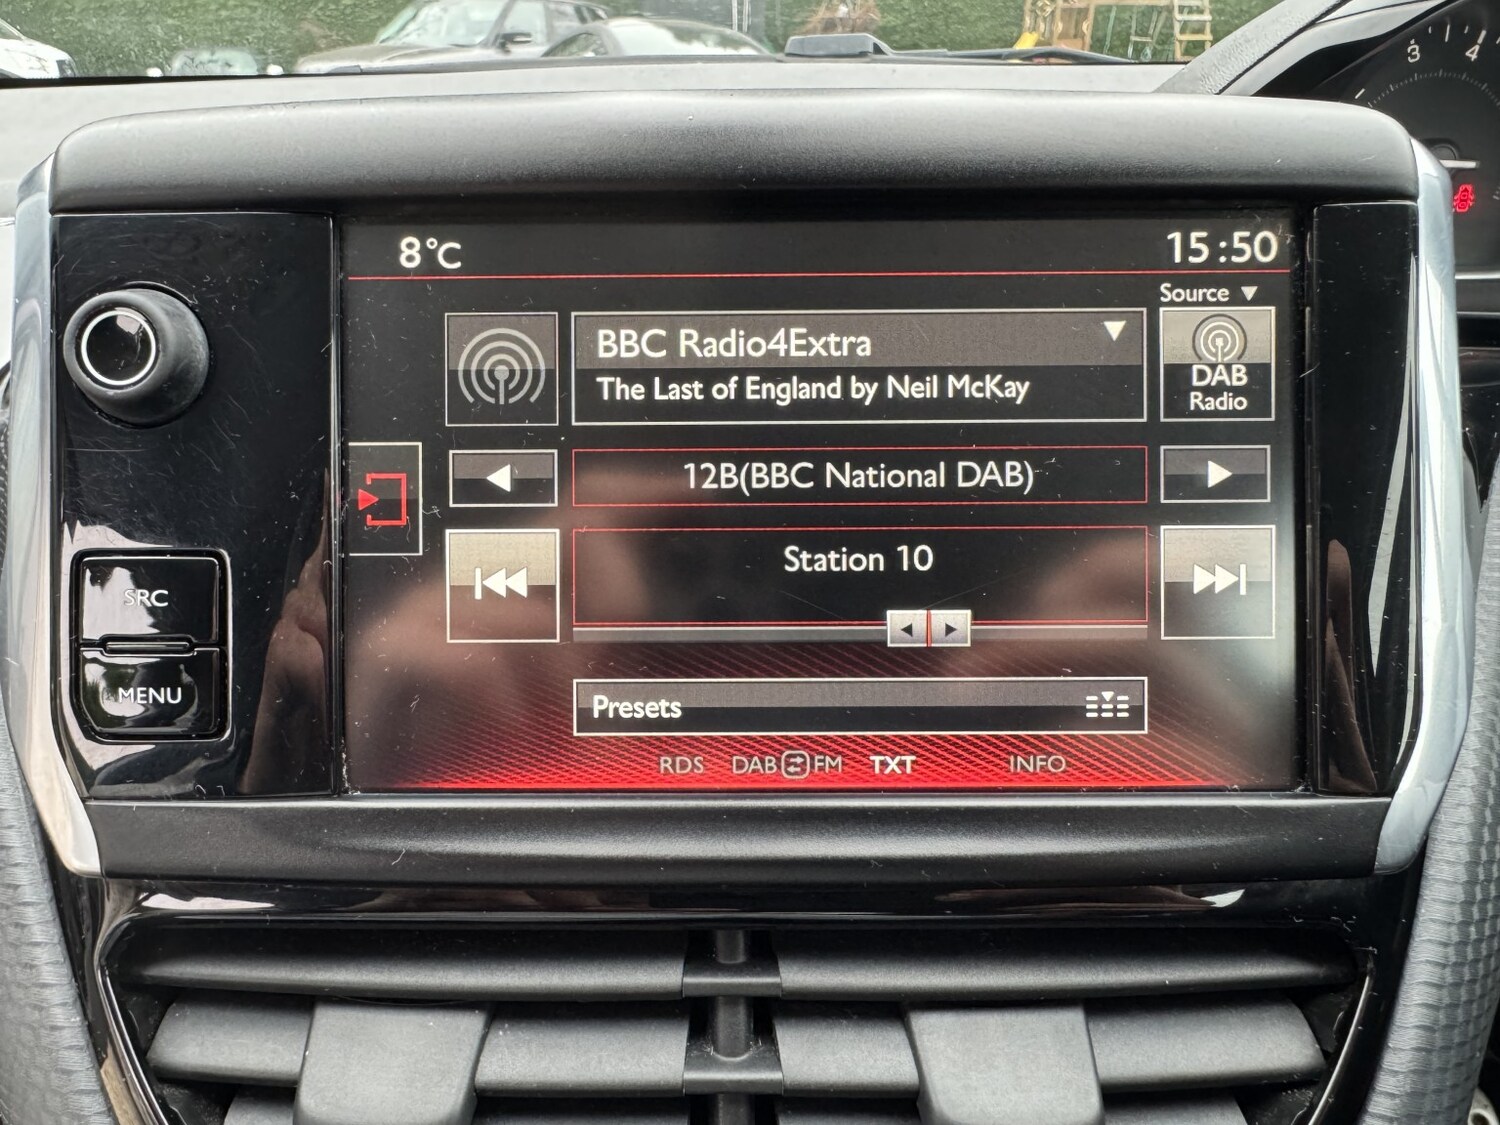 3 4
8°C 15:50
Source ▼
BBC Radio4Extra
The Last of England by Neil McKay
DAB
Radio
12B(BBC National DAB)
Station 10
SRC
MENU
Presets
RDS DAB FM TXT INFO